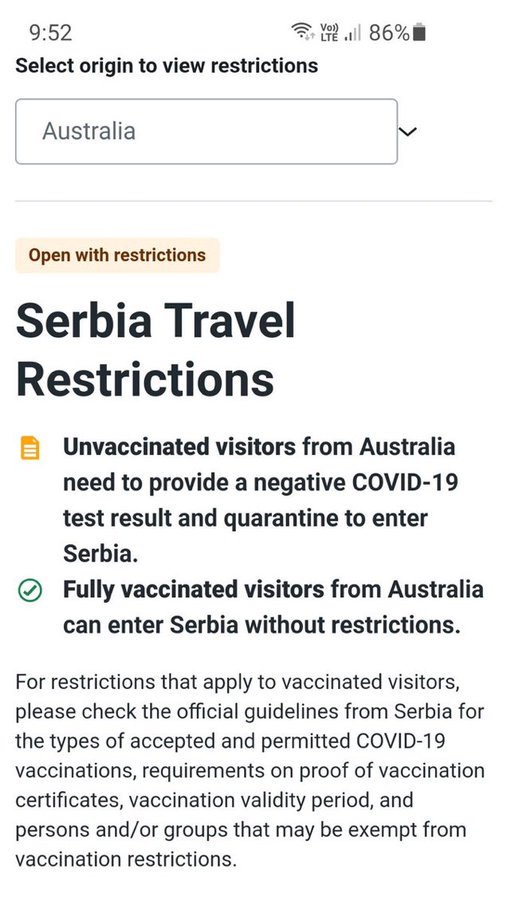 9:52
Vo)) LTE 86%
Select origin to view restrictions
Australia
Open with restrictions
Serbia Travel
Restrictions
Unvaccinated visitors from Australia
need to provide a negative COVID-19
test result and quarantine to enter
Serbia.
Fully vaccinated visitors from Australia
can enter Serbia without restrictions.
For restrictions that apply to vaccinated visitors,
please check the official guidelines from Serbia for
the types of accepted and permitted COVID-19
vaccinations, requirements on proof of vaccination
certificates, vaccination validity period, and
persons and/or groups that may be exempt from
vaccination restrictions.